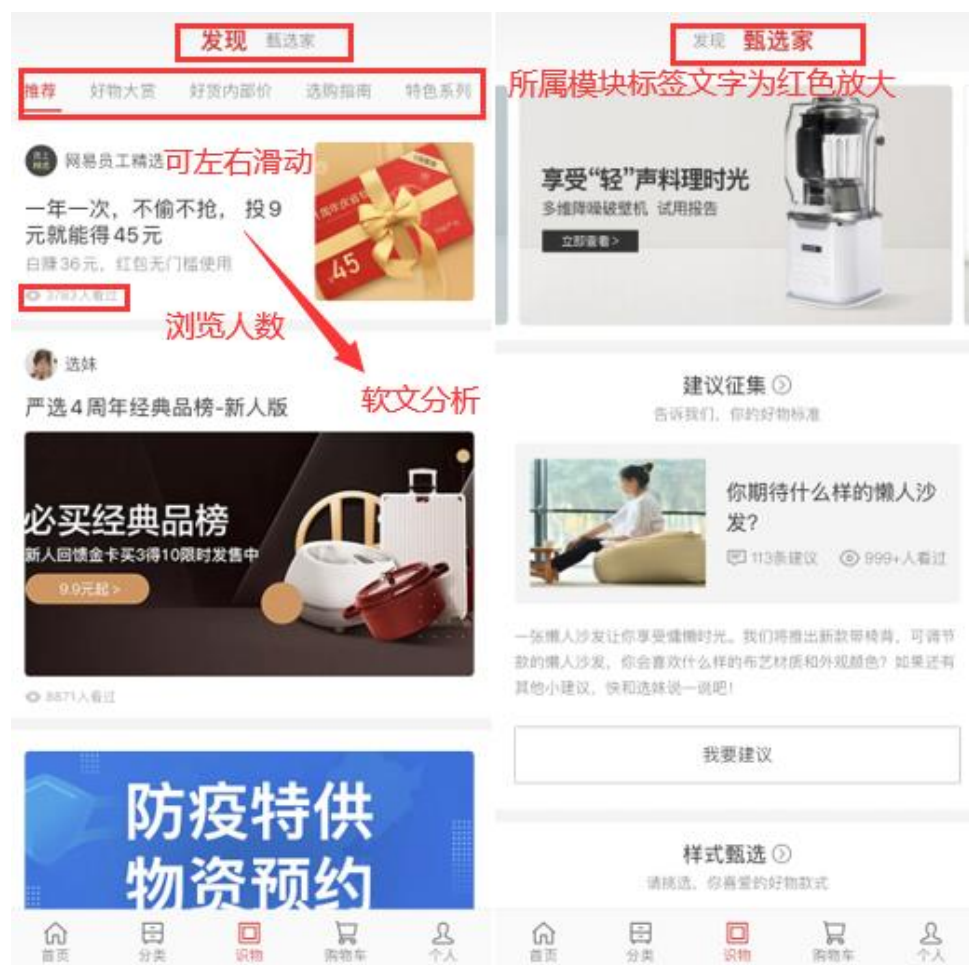 发现 甄选家
推荐 好物大赏 好货内部价 选购指南 特色系列
员工
精选
网易员工精选
可左右滑动
一年一次，不偷不抢， 投9
元就能得45元
白赚36元，红包无门槛使用
3783人看过
¥45
浏览人数
选妹
软文分析
严选4周年经典品榜-新人版
必买经典品榜
新人回馈金卡买3得10限时发售中
9.9元起 >
8871人看过
防疫特供
物资预约
首页 分类 识物 购物车 个人
发现 甄选家
所属模块标签文字为红色放大
享受“轻”声料理时光
多维降噪破壁机 试用报告
立即查看>
建议征集
告诉我们，你的好物标准
你期待什么样的懒人沙
发？
113条建议 999+人看过
一张懒人沙发让你享受慵懒时光。我们将推出新款带椅背，可调节
款的懒人沙发，你会喜欢什么样的布艺材质和外观颜色？如果还有
其他小建议，快和选妹说一说吧！
我要建议
样式甄选
请挑选，你喜爱的好物款式
首页 分类 识物 购物车 个人